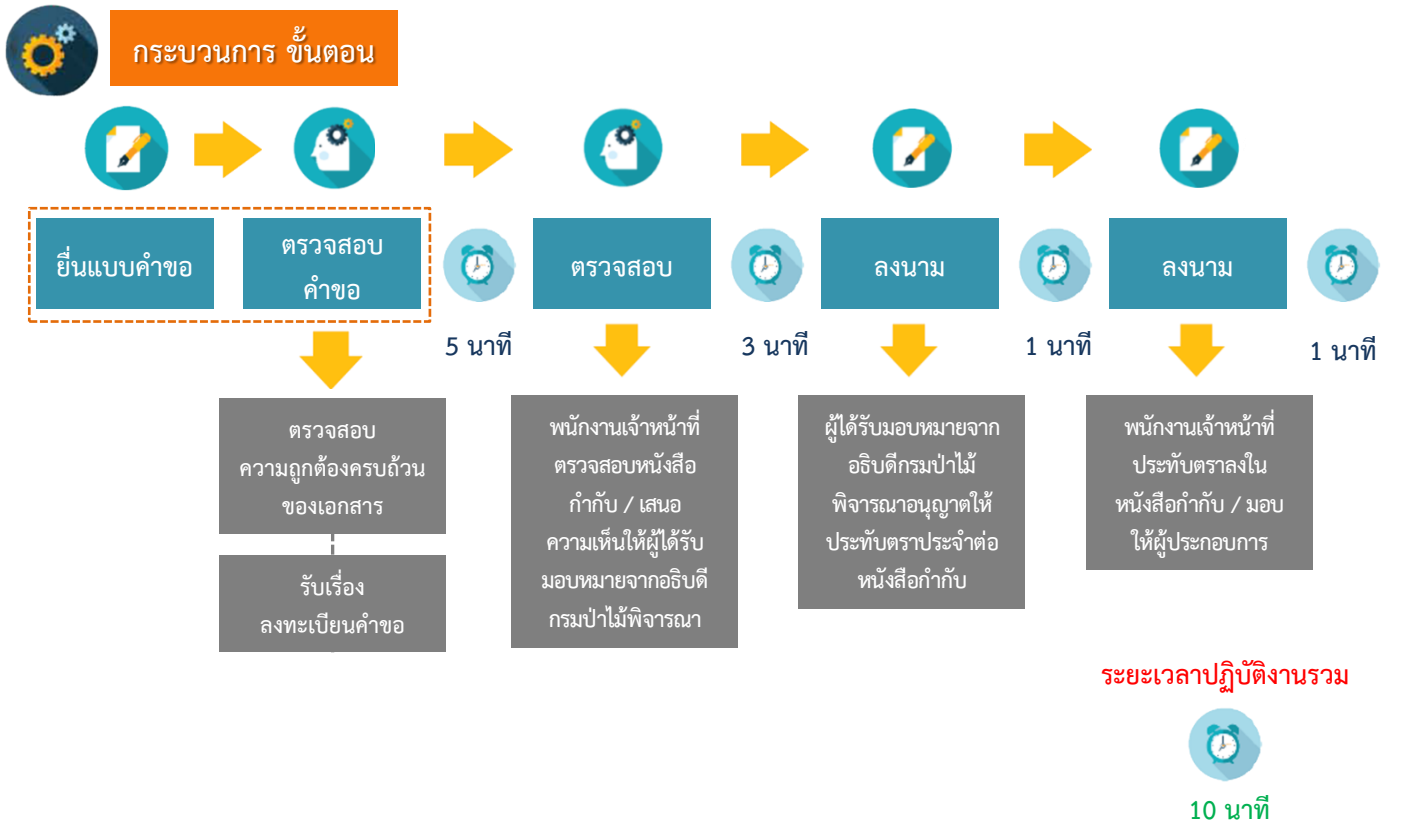 กระบวนการ ขั้นตอน
ยื่นแบบคำขอ
ตรวจสอบ
คำขอ
5 นาที
ตรวจสอบ
3 นาที
ลงนาม
1 นาที
ลงนาม
1 นาที
ตรวจสอบ
ความถูกต้องครบถ้วน
ของเอกสาร
รับเรื่อง
ลงทะเบียนคำขอ
พนักงานเจ้าหน้าที่
ตรวจสอบหนังสือ
กำกับ / เสนอ
ความเห็นให้ผู้ได้รับ
มอบหมายจากอธิบดี
กรมป่าไม้พิจารณา
ผู้ได้รับมอบหมายจาก
อธิบดีกรมป่าไม้
พิจารณาอนุญาตให้
ประทับตราประจำต่อ
หนังสือกำกับ
พนักงานเจ้าหน้าที่
ประทับตราลงใน
หนังสือกำกับ / มอบ
ให้ผู้ประกอบการ
ระยะเวลาปฏิบัติงานรวม
10 นาที